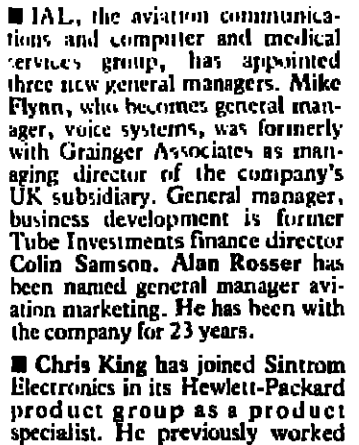 ■ IAL, the aviation communica-
tions and computer and medical
services group, has appointed
three new general managers. Mike
Flynn, who becomes general man-
ager, voice systems, was formerly
with Grainger Associates as man-
aging director of the company's
UK subsidiary. General manager,
business development is former
Tube Investments finance director
Colin Samson. Alan Rosser has
been named general manager avi-
ation marketing. He has been with
the company for 23 years.
■ Chris King has joined Sintrom
Electronics in its Hewlett-Packard
product group as a product
specialist. He previously worked